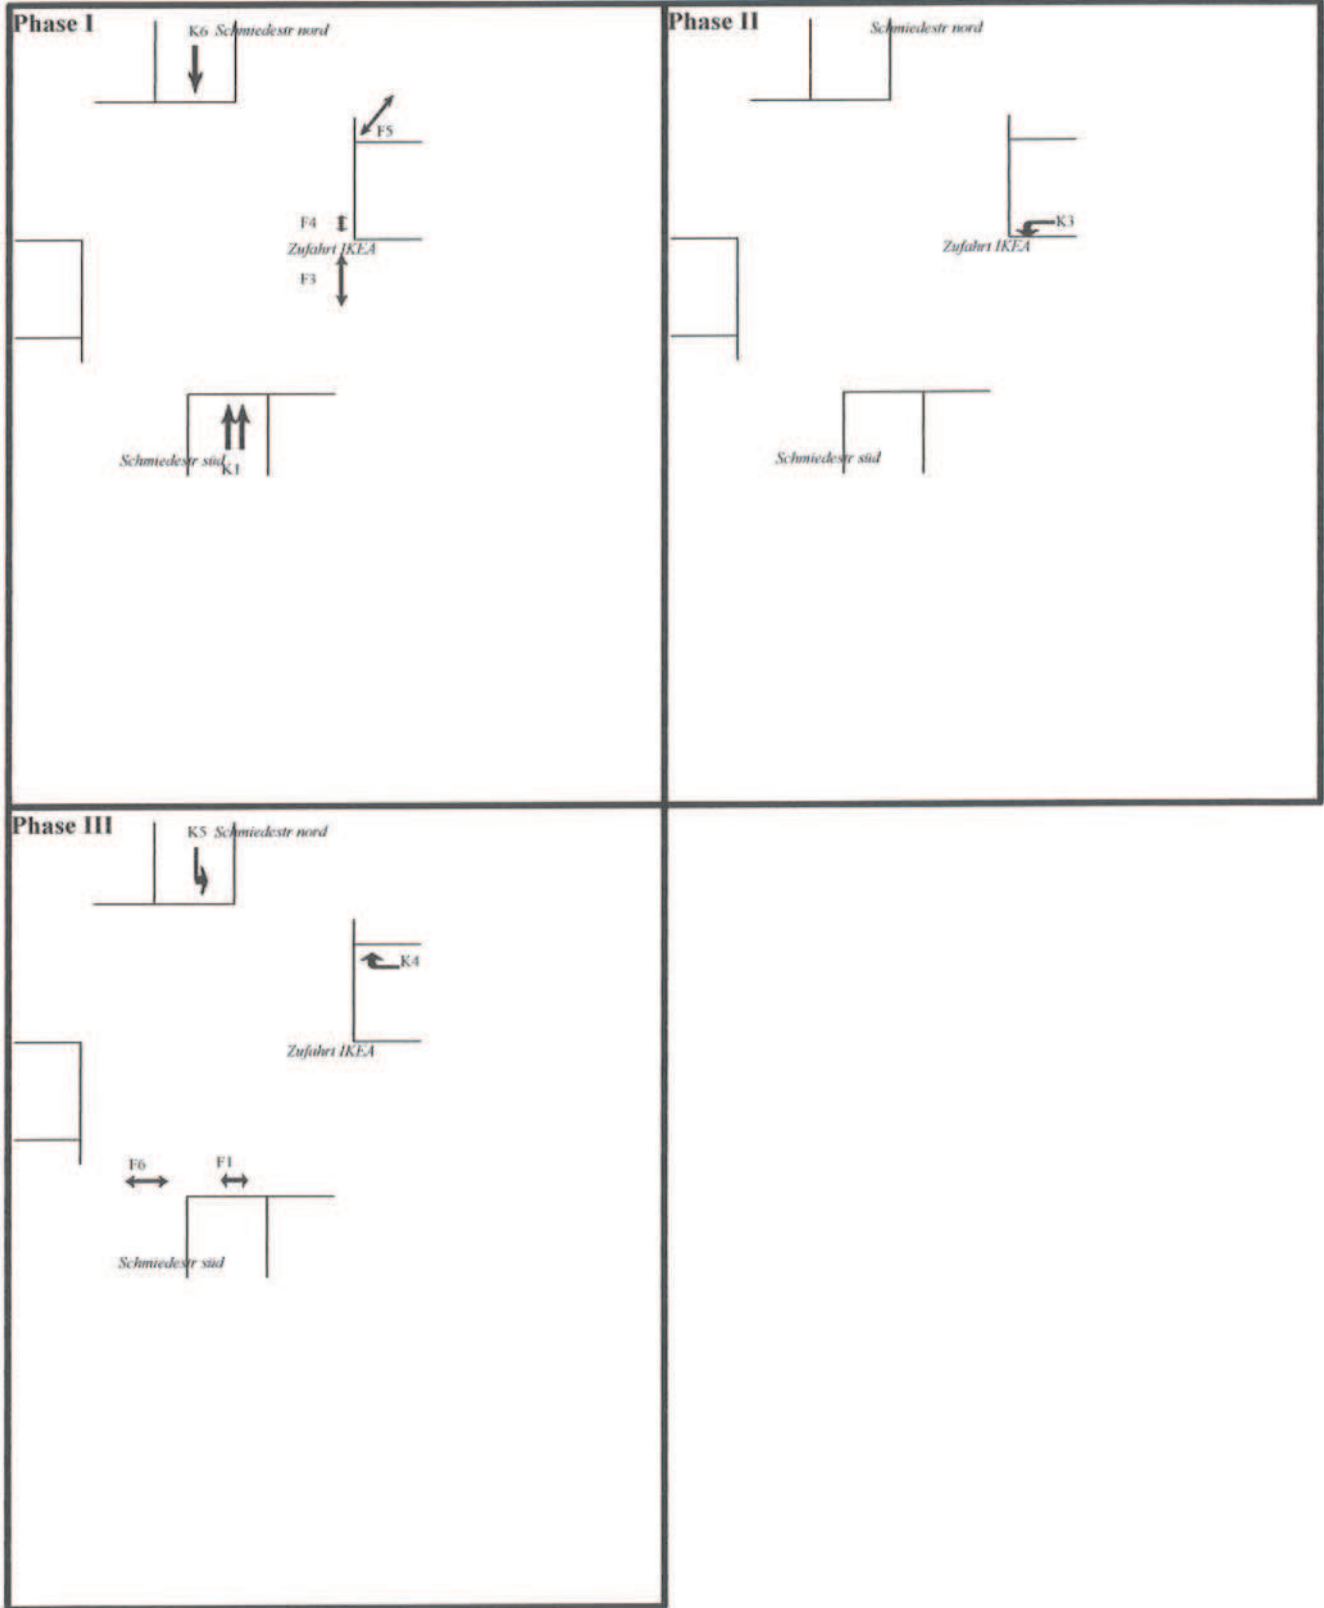 Phase I
K6 Schmiedestr nord
F5
F4
Zufahrt IKEA
F3
Schmiedestr süd
K1
Phase II
Schmiedestr nord
K3
Zufahrt IKEA
Schmiedestr süd
Phase III
K5 Schmiedestr nord
K4
Zufahrt IKEA
F6
F1
Schmiedestr süd